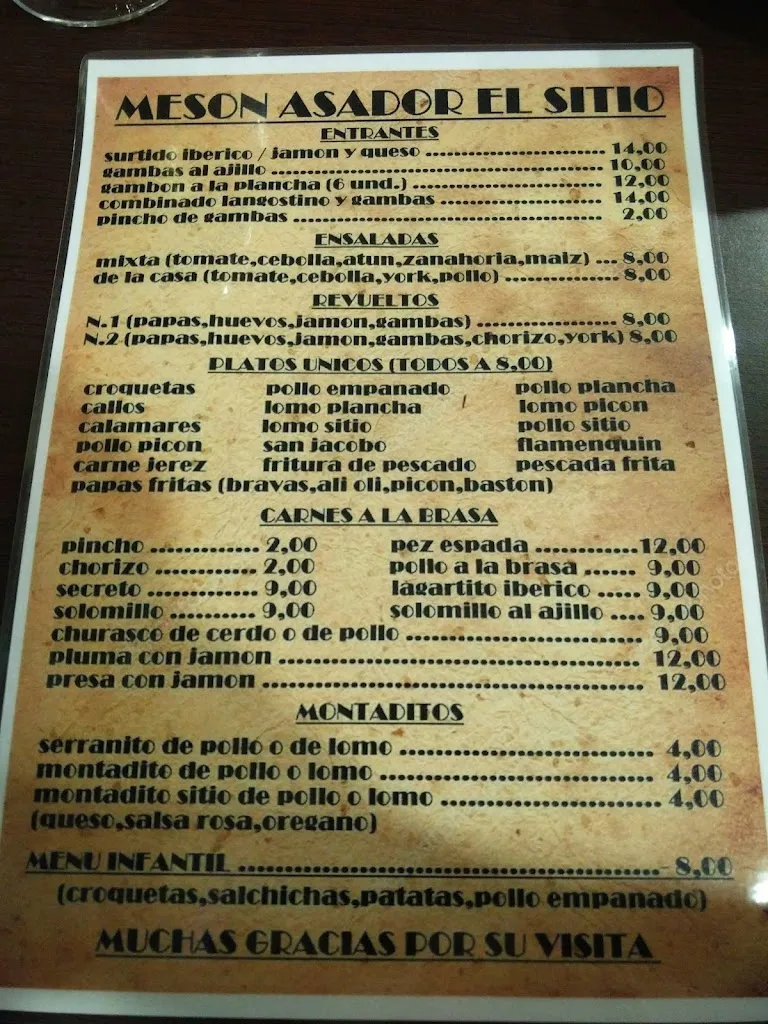 MESON ASADOR EL SITIO
ENTRANTES
surtido iberico / jamon y queso ............................ 14,00
gambas al ajillo ..................................................... 10,00
gambon a la plancha (6 und.) .............................. 12,00
combinado langostino y gambas .......................... 14,00
pincho de gambas ................................................. 2,00
ENSALADAS
mixta (tomate,cebolla,atun,zanahoria,maiz) ... 8,00
de la casa (tomate,cebolla,york,pollo) ................. 8,00
REVUELTOS
N.1 (papas,huevos,jamon,gambas) ...................... 8,00
N.2 (papas,huevos,jamon,gambas,chorizo,york) 8,00
PLATOS UNICOS (TODOS A 8,00)
croquetas pollo empanado pollo plancha
callos lomo plancha lomo picon
calamares lomo sitio pollo sitio
pollo picon san jacobo flamenquin
carne jerez fritura de pescado pescada frita
papas fritas (bravas,ali oli,picon,baston)
CARNES A LA BRASA
pincho ............. 2,00 pez espada .............12,00
chorizo ............ 2,00 pollo a la brasa ...... 9,00
secreto ............. 9,00 lagartito iberico ..... 9,00
solomillo ........... 9,00 solomillo al ajillo .... 9,00
churasco de cerdo o de pollo ............................ 9,00
pluma con jamon ........................................... 12,00
presa con jamon ............................................. 12,00
MONTADITOS
serranito de pollo o de lomo ............................. 4,00
montadito de pollo o lomo ............................... 4,00
montadito sitio de pollo o lomo ......................... 4,00
(queso,salsa rosa,oregano)
MENU INFANTIL .................................................- 8,00
(croquetas,salchichas,patatas,pollo empanado)
MUCHAS GRACIAS POR SU VISITA